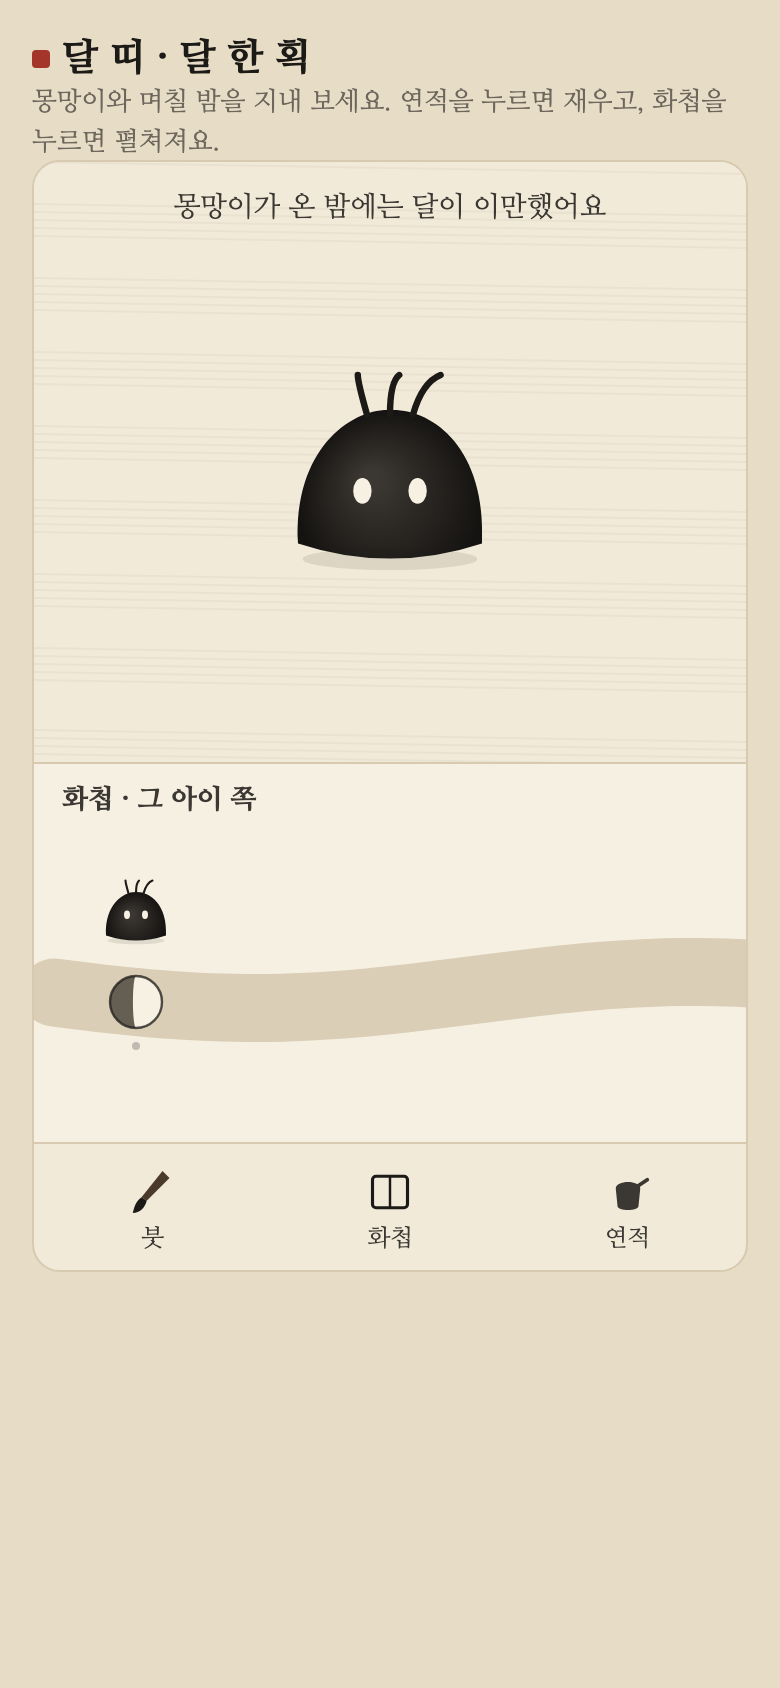 달 띠 · 달 한 획
몽망이와 며칠 밤을 지내 보세요. 연적을 누르면 재우고, 화첩을
누르면 펼쳐져요.
몽망이가 온 밤에는 달이 이만했어요
화첩 · 그 아이 쪽
붓
화첩
연적